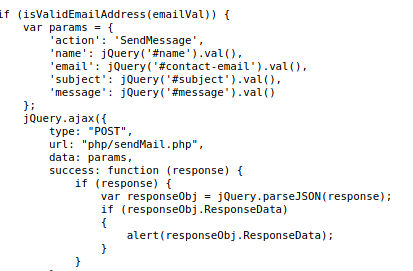 if (isValidEmailAddress(emailVal)) {
var params = {
'action': 'SendMessage',
'name': jQuery('#name').val(),
'email': jQuery('#contact-email').val(),
'subject': jQuery('#subject').val(),
'message': jQuery('#message').val()
};
jQuery.ajax({
type: "POST",
url: "php/sendMail.php",
data: params,
success: function (response) {
if (response) {
var responseObj = jQuery.parseJSON(response);
if (responseObj.ResponseData)
{
alert(responseObj.ResponseData);
}
}